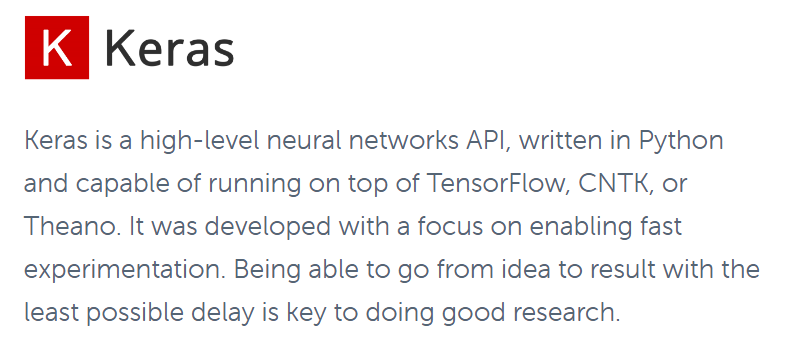 K Keras
Keras is a high-level neural networks API, written in Python
and capable of running on top of TensorFlow, CNTK, or
Theano. It was developed with a focus on enabling fast
experimentation. Being able to go from idea to result with the
least possible delay is key to doing good research.